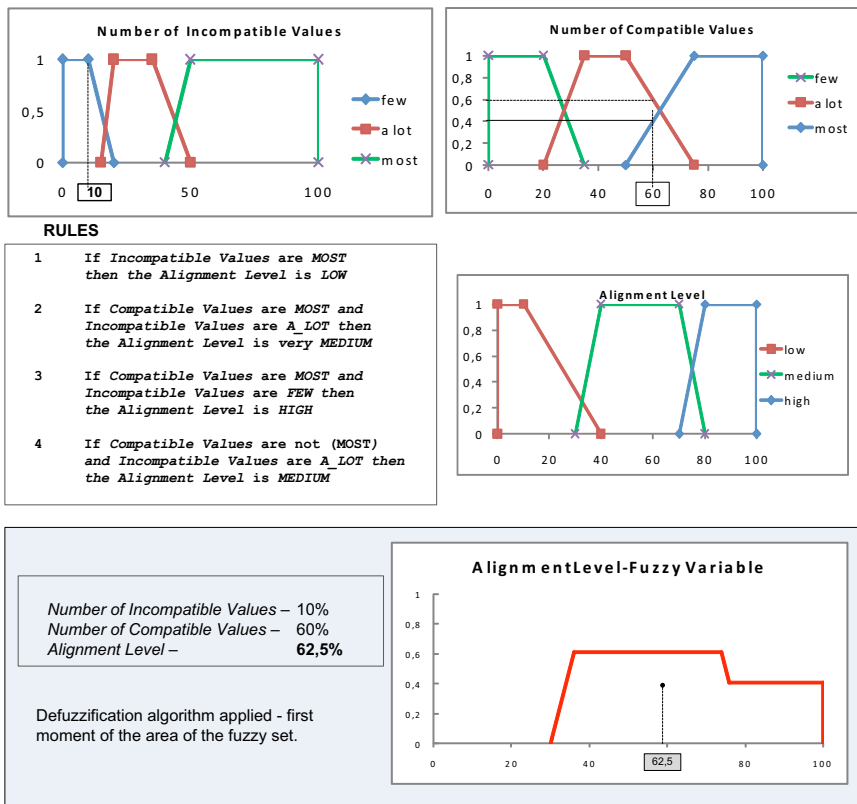 Number of Incompatible Values
1
0,5
0
0
10
50
100
few
a lot
most
Number of Compatible Values
1
0,8
0,6
0,4
0,2
0
0
20
40
60
80
100
few
a lot
most
RULES
1 If Incompatible Values are MOST
then the Alignment Level is LOW
2 If Compatible Values are MOST and
Incompatible Values are A_LOT then
the Alignment Level is very MEDIUM
3 If Compatible Values are MOST and
Incompatible Values are FEW then
the Alignment Level is HIGH
4 If Compatible Values are not (MOST)
and Incompatible Values are A_LOT then
the Alignment Level is MEDIUM
Alignment Level
1
0,8
0,6
0,4
0,2
0
0
20
40
60
80
100
low
medium
high
Number of Incompatible Values – 10%
Number of Compatible Values – 60%
Alignment Level – 62,5%
Defuzzification algorithm applied - first
moment of the area of the fuzzy set.
AlignmentLevel-Fuzzy Variable
1
0,8
0,6
0,4
0,2
0
0
20
40
62,5
80
100